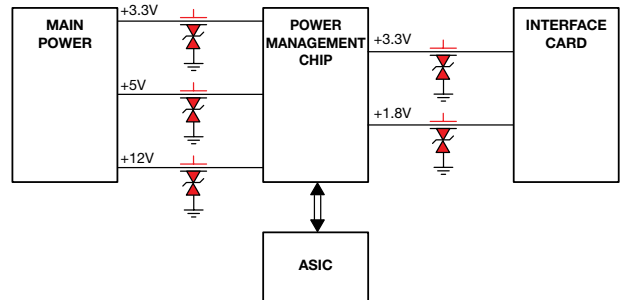 MAIN
POWER
+3.3V
+5V
+12V
POWER
MANAGEMENT
CHIP
+3.3V
+1.8V
INTERFACE
CARD
ASIC